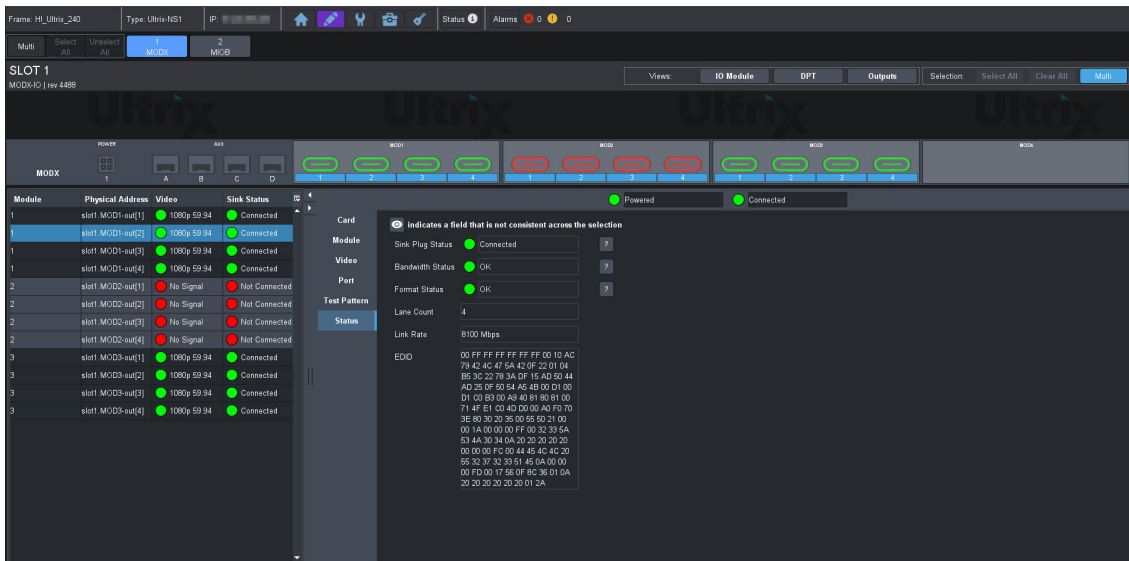 Frame: HI_Ultrix_240 Type: Ultrix-NS1 IP: Status Alarms 0 0
Multi Select All Unselect All 1 MODX 2 MIOB
SLOT 1
MODX-IO | rev 4488
Views: IO Module DPT Outputs Selection: Select All Clear All Multi
Ultrix Ultrix Ultrix Ultrix
POWER AUX MOD1 MOD2 MOD3 MOD4
MODX 1 A B C D 1 2 3 4 1 2 3 4 1 2 3 4
Module Physical Address Video Sink Status
1 slot1.MOD1-out[1] 1080p 59.94 Connected
1 slot1.MOD1-out[2] 1080p 59.94 Connected
1 slot1.MOD1-out[3] 1080p 59.94 Connected
1 slot1.MOD1-out[4] 1080p 59.94 Connected
2 slot1.MOD2-out[1] No Signal Not Connected
2 slot1.MOD2-out[2] No Signal Not Connected
2 slot1.MOD2-out[3] No Signal Not Connected
2 slot1.MOD2-out[4] No Signal Not Connected
3 slot1.MOD3-out[1] 1080p 59.94 Connected
3 slot1.MOD3-out[2] 1080p 59.94 Connected
3 slot1.MOD3-out[3] 1080p 59.94 Connected
3 slot1.MOD3-out[4] 1080p 59.94 Connected
Card
Module
Video
Port
Test Pattern
Status
Powered Connected
indicates a field that is not consistent across the selection
Sink Plug Status Connected ?
Bandwidth Status OK ?
Format Status OK ?
Lane Count 4
Link Rate 8100 Mbps
EDID 00 FF FF FF FF FF FF 00 10 AC
79 42 4C 47 5A 42 0F 22 01 04
B5 3C 22 78 3A DF 15 AD 50 44
AD 25 0F 50 54 A5 4B 00 D1 00
D1 C0 B3 00 A9 40 81 80 81 00
71 4F E1 C0 4D D0 00 A0 F0 70
3E 80 30 20 35 00 55 50 21 00
00 1A 00 00 00 FF 00 32 33 5A
53 4A 30 34 0A 20 20 20 20 20
00 00 00 FC 00 44 45 4C 4C 20
55 32 37 32 33 51 45 0A 00 00
00 FD 00 17 56 0F 8C 36 01 0A
20 20 20 20 20 20 01 2A